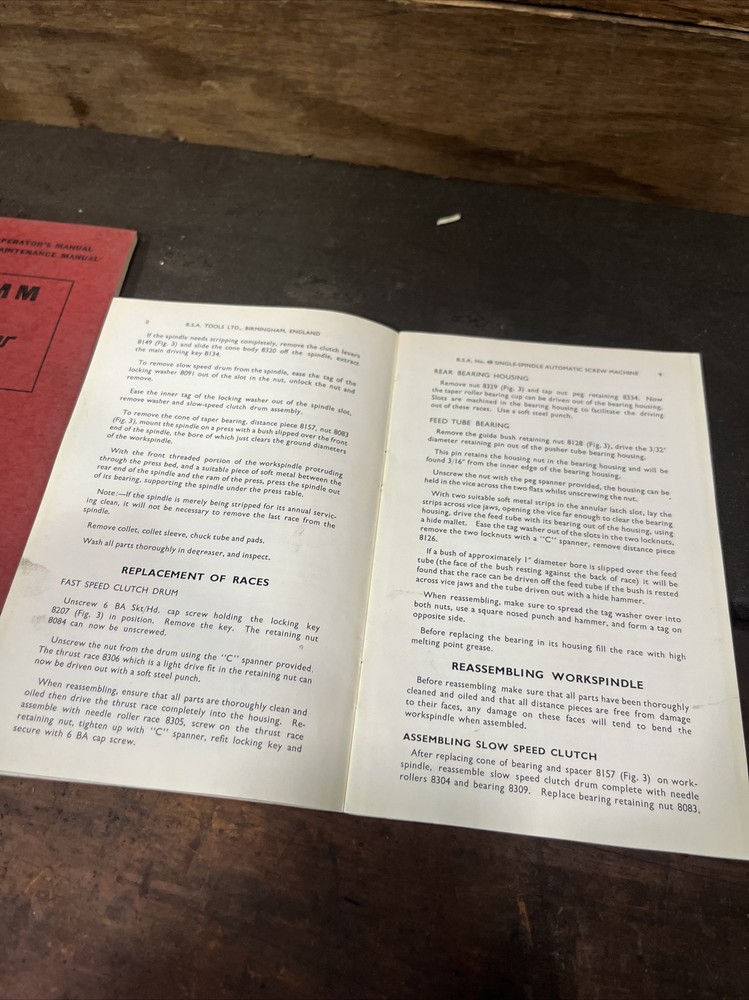 PERATOR'S MANUAL
AINTENANCE MANUAL
MM
8 B.S.A. TOOLS LTD., BIRMINGHAM, ENGLAND
If the spindle needs stripping completely, remove the clutch levers
8149 (Fig. 3) and slide the cone body 8320 off the spindle, extract
the main driving key 8134.
To remove slow speed drum from the spindle, ease the tag of the
locking washer 8091 out of the slot in the nut, unlock the nut and
remove.
Ease the inner tag of the locking washer out of the spindle slot,
remove washer and slow-speed clutch drum assembly.
To remove the cone of taper bearing, distance piece 8157, nut 8083
(Fig. 3), mount the spindle on a press with a bush slipped over the front
end of the spindle, the bore of which just clears the ground diameters
of the workspindle.
With the front threaded portion of the workspindle protruding
through the press bed, and a suitable piece of soft metal between the
rear end of the spindle and the ram of the press, press the spindle out
of its bearing, supporting the spindle under the press table.
Note:—If the spindle is merely being stripped for its annual servic-
ing clean, it will not be necessary to remove the last race from the
spindle.
Remove collet, collet sleeve, chuck tube and pads.
Wash all parts thoroughly in degreaser, and inspect.
REPLACEMENT OF RACES
FAST SPEED CLUTCH DRUM
Unscrew 6 BA Skt/Hd. cap screw holding the locking key
8207 (Fig. 3) in position. Remove the key. The retaining nut
8084 can now be unscrewed.
Unscrew the nut from the drum using the "C" spanner provided.
The thrust race 8306 which is a light drive fit in the retaining nut can
now be driven out with a soft steel punch.
When reassembling, ensure that all parts are thoroughly clean and
oiled then drive the thrust race completely into the housing. Re-
assemble with needle roller race 8305, screw on the thrust race
retaining nut, tighten up with "C" spanner, refit locking key and
secure with 6 BA cap screw.
B.S.A. No. 48 SINGLE-SPINDLE AUTOMATIC SCREW MACHINE 9
REAR BEARING HOUSING
Remove nut 8329 (Fig. 3) and tap out peg retaining 8334. Now
the taper roller bearing cup can be driven out of the bearing housing.
Slots are machined in the bearing housing to facilitate the driving
out of these races. Use a soft steel punch.
FEED TUBE BEARING
Remove the guide bush retaining nut 8128 (Fig. 3), drive the 3/32"
diameter retaining pin out of the pusher tube bearing housing.
This pin retains the housing nut in the bearing housing and will be
found 3/16" from the inner edge of the bearing housing.
Unscrew the nut with the peg spanner provided, the housing can be
held in the vice across the two flats whilst unscrewing the nut.
With two suitable soft metal strips in the annular latch slot, lay the
strips across vice jaws, opening the vice far enough to clear the bearing
housing, drive the feed tube with its bearing out of the housing, using
a hide mallet. Ease the tag washer out of the slots in the two locknuts,
remove the two locknuts with a "C" spanner, remove distance piece
8126.
If a bush of approximately 1" diameter bore is slipped over the feed
tube (the face of the bush resting against the back of race) it will be
found that the race can be driven off the feed tube if the bush is rested
across vice jaws and the tube driven out with a hide hammer.
When reassembling, make sure to spread the tag washer over into
both nuts, use a square nosed punch and hammer, and form a tag on
opposite side.
Before replacing the bearing in its housing fill the race with high
melting point grease.
REASSEMBLING WORKSPINDLE
Before reassembling make sure that all parts have been thoroughly
cleaned and oiled and that all distance pieces are free from damage
to their faces, any damage on these faces will tend to bend the
workspindle when assembled.
ASSEMBLING SLOW SPEED CLUTCH
After replacing cone of bearing and spacer 8157 (Fig. 3) on work-
spindle, reassemble slow speed clutch drum complete with needle
rollers 8304 and bearing 8309. Replace bearing retaining nut 8083,